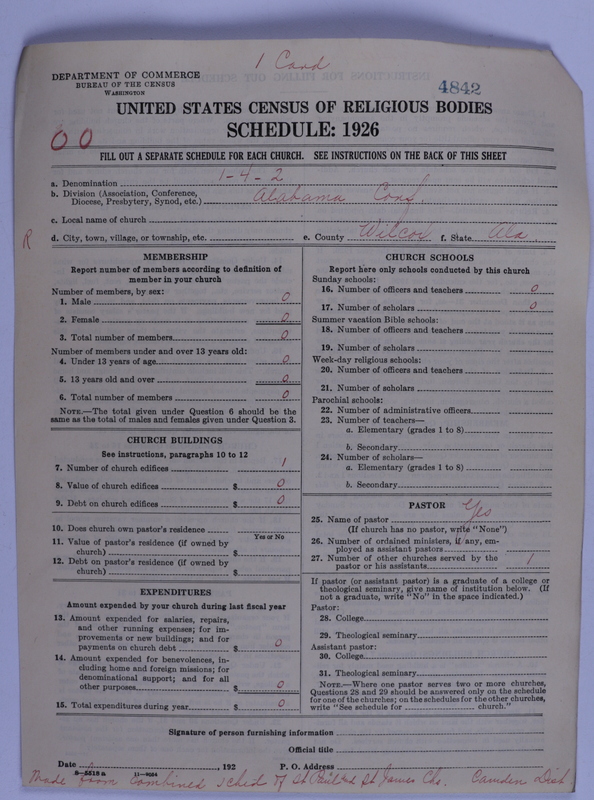 1 Card
DEPARTMENT OF COMMERCE
BUREAU OF THE CENSUS
WASHINGTON
4842
UNITED STATES CENSUS OF RELIGIOUS BODIES
SCHEDULE: 1926
00
FILL OUT A SEPARATE SCHEDULE FOR EACH CHURCH. SEE INSTRUCTIONS ON THE BACK OF THIS SHEET
a. Denomination 1-4-2
b. Division (Association, Conference, Diocese, Presbytery, Synod, etc.) Alabama Conf.
c. Local name of church
R
d. City, town, village, or township, etc. e. County Wilcox f. State Ala
MEMBERSHIP
Report number of members according to definition of
member in your church
Number of members, by sex:
1. Male 0
2. Female 0
3. Total number of members 0
Number of members under and over 13 years old:
4. Under 13 years of age 0
5. 13 years old and over 0
6. Total number of members 0
NOTE.—The total given under Question 6 should be the
same as the total of males and females given under Question 3.
CHURCH BUILDINGS
See instructions, paragraphs 10 to 12
7. Number of church edifices 1
8. Value of church edifices $ 0
9. Debt on church edifices $ 0
10. Does church own pastor's residence
Yes or No
11. Value of pastor's residence (if owned by
church) $
12. Debt on pastor's residence (if owned by
church) $
EXPENDITURES
Amount expended by your church during last fiscal year
13. Amount expended for salaries, repairs,
and other running expenses; for im-
provements or new buildings; and for
payments on church debt $ 0
14. Amount expended for benevolences, in-
cluding home and foreign missions; for
denominational support; and for all
other purposes $ 0
15. Total expenditures during year $ 0
CHURCH SCHOOLS
Report here only schools conducted by this church
Sunday schools:
16. Number of officers and teachers 0
17. Number of scholars 0
Summer vacation Bible schools:
18. Number of officers and teachers
19. Number of scholars
Week-day religious schools:
20. Number of officers and teachers
21. Number of scholars
Parochial schools:
22. Number of administrative officers
23. Number of teachers—
a. Elementary (grades 1 to 8)
b. Secondary
24. Number of scholars—
a. Elementary (grades 1 to 8)
b. Secondary
PASTOR
25. Name of pastor Yes
(If church has no pastor, write "None")
26. Number of ordained ministers, if any, em-
ployed as assistant pastors
27. Number of other churches served by the
pastor or his assistants 1
If pastor (or assistant pastor) is a graduate of a college or
theological seminary, give name of institution below. (If
not a graduate, write "No" in the space indicated.)
Pastor:
28. College
29. Theological seminary
Assistant pastor:
30. College
31. Theological seminary
NOTE.—Where one pastor serves two or more churches,
Questions 28 and 29 should be answered only on the schedule
for one of the churches; on the schedules for the other churches,
write "See schedule for church."
Signature of person furnishing information
Official title
Date , 192 P. O. Address
8—5518 a 11—9054
Made from combined sched of St Paul &d St James Chs. Camden Dist